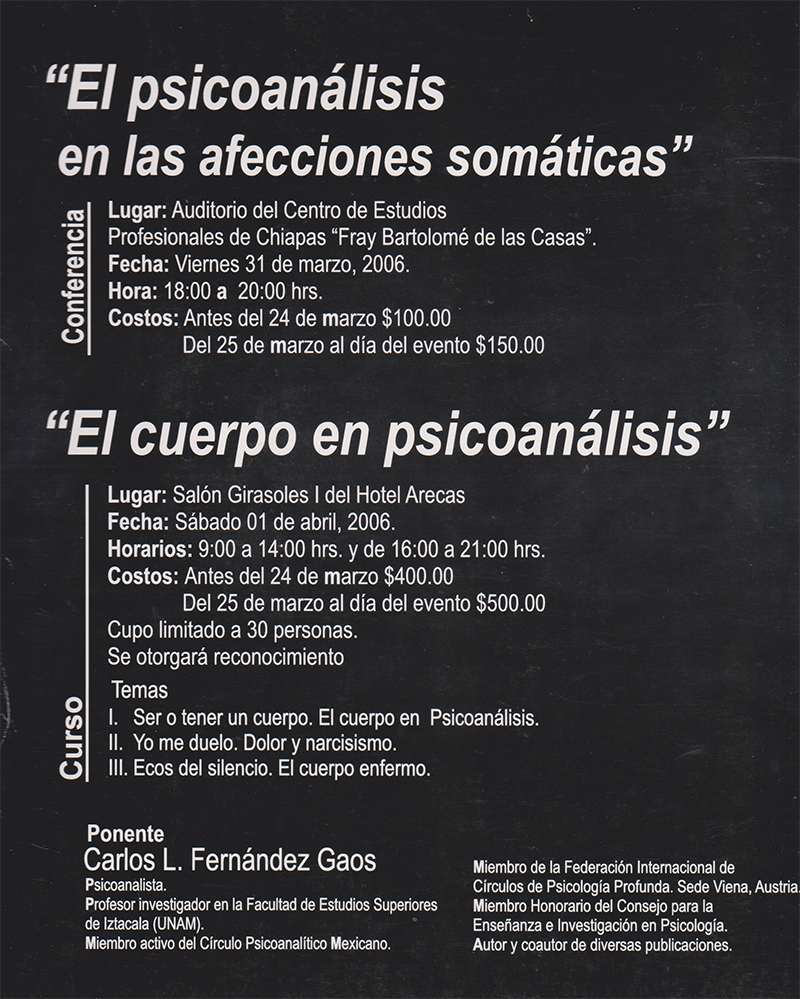 “El psicoanálisis
en las afecciones somáticas”
Conferencia
Lugar: Auditorio del Centro de Estudios
Profesionales de Chiapas “Fray Bartolomé de las Casas”.
Fecha: Viernes 31 de marzo, 2006.
Hora: 18:00 a 20:00 hrs.
Costos: Antes del 24 de marzo $100.00
Del 25 de marzo al día del evento $150.00
“El cuerpo en psicoanálisis”
Curso
Lugar: Salón Girasoles I del Hotel Arecas
Fecha: Sábado 01 de abril, 2006.
Horarios: 9:00 a 14:00 hrs. y de 16:00 a 21:00 hrs.
Costos: Antes del 24 de marzo $400.00
Del 25 de marzo al día del evento $500.00
Cupo limitado a 30 personas.
Se otorgará reconocimiento
Temas
I. Ser o tener un cuerpo. El cuerpo en Psicoanálisis.
II. Yo me duelo. Dolor y narcisismo.
III. Ecos del silencio. El cuerpo enfermo.
Ponente
Carlos L. Fernández Gaos
Psicoanalista.
Profesor investigador en la Facultad de Estudios Superiores
de Iztacala (UNAM).
Miembro activo del Círculo Psicoanalítico Mexicano.
Miembro de la Federación Internacional de
Círculos de Psicología Profunda. Sede Viena, Austria.
Miembro Honorario del Consejo para la
Enseñanza e Investigación en Psicología.
Autor y coautor de diversas publicaciones.